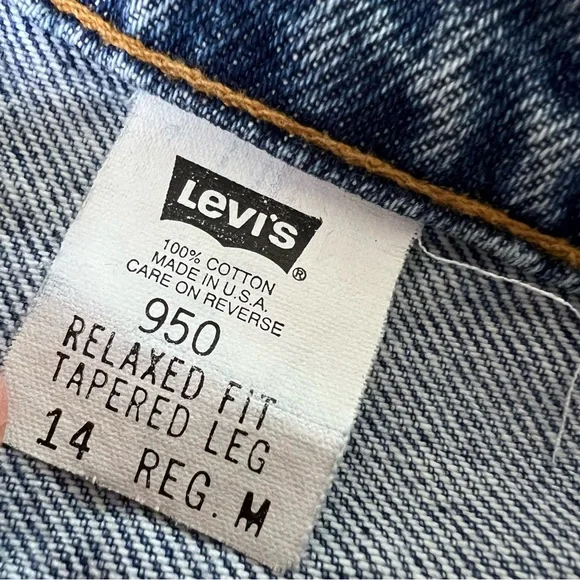 Levi's ®
100% COTTON
MADE IN U.S.A.
CARE ON REVERSE
950
RELAXED FIT
TAPERED LEG
14 REG. M